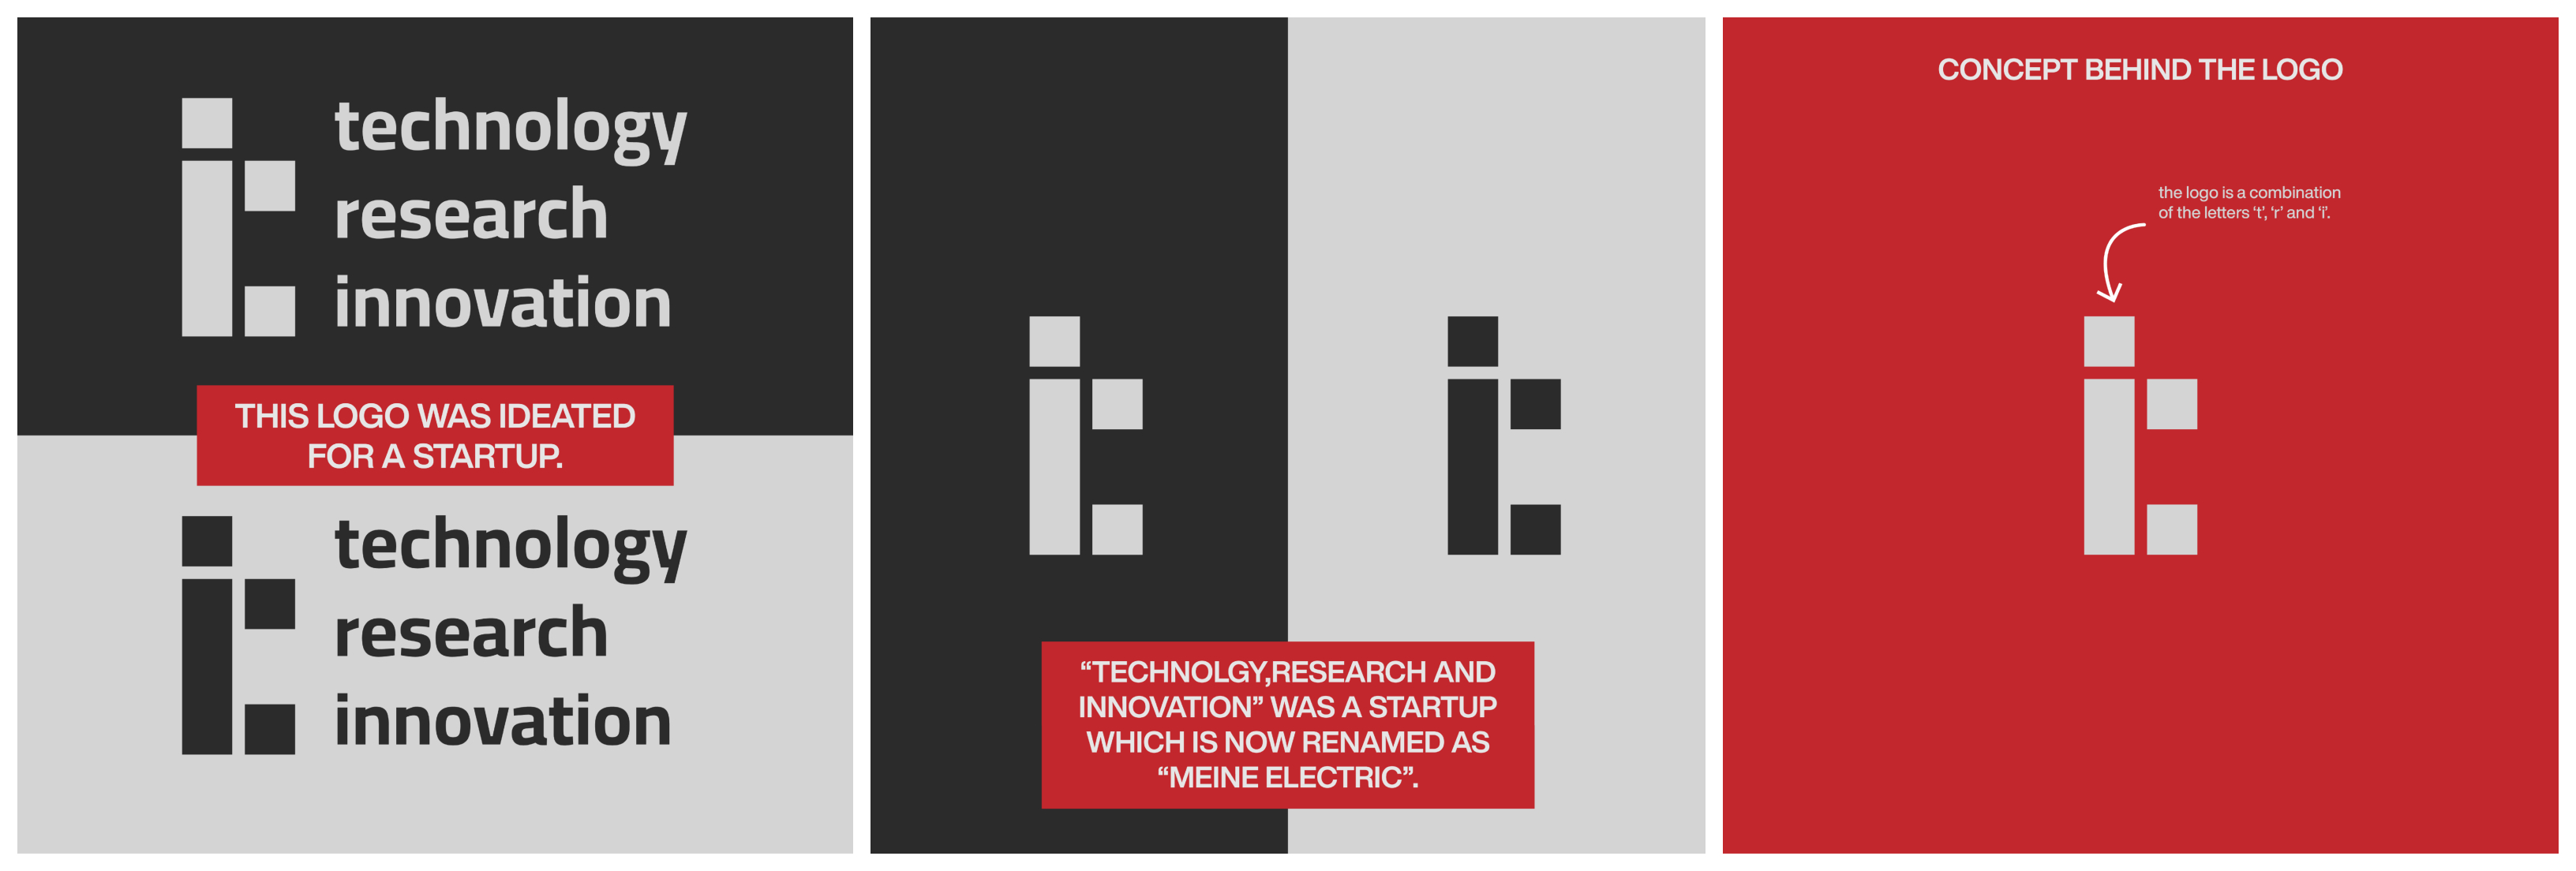 technology
research
innovation
THIS LOGO WAS IDEATED
FOR A STARTUP.
technology
research
innovation
“TECHNOLGY,RESEARCH AND
INNOVATION” WAS A STARTUP
WHICH IS NOW RENAMED AS
“MEINE ELECTRIC”.
CONCEPT BEHIND THE LOGO
the logo is a combination
of the letters ‘t’, ‘r’ and ‘i’.